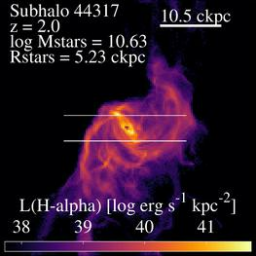 Subhalo 44317
z = 2.0
log Mstars = 10.63
Rstars = 5.23 ckpc
10.5 ckpc
L(H-alpha) [log erg s⁻¹ kpc⁻²]
38 39 40 41